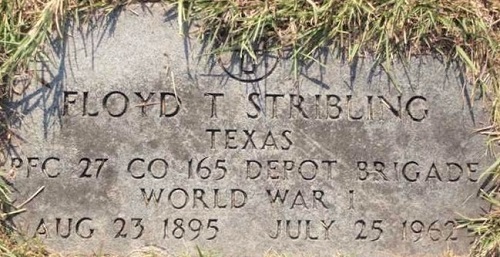 FLOYD T STRIBLING
TEXAS
PFC 27 CO 165 DEPOT BRIGADE
WORLD WAR I
AUG 23 1895 JULY 25 1962